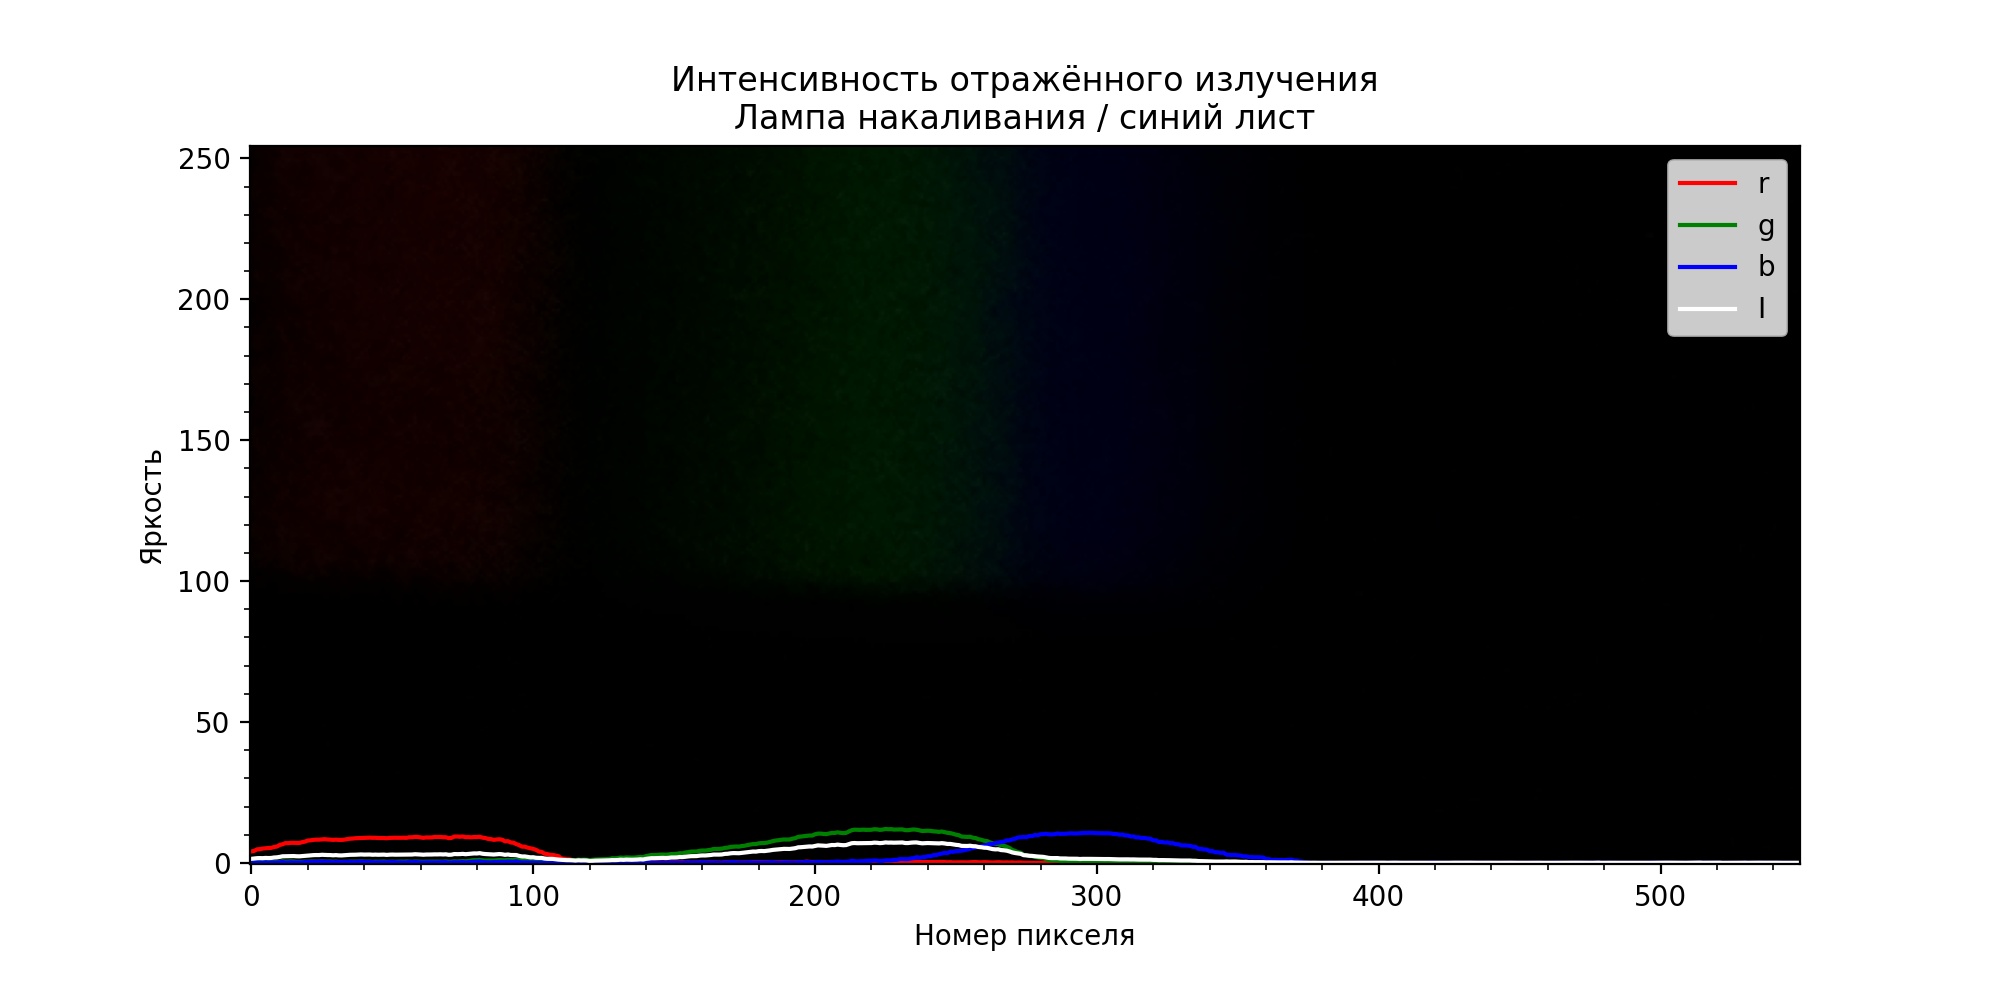 Интенсивность отражённого излучения
Лампа накаливания / синий лист
250
200
150
100
50
0
Яркость
r
g
b
l
0 100 200 300 400 500
Номер пикселя